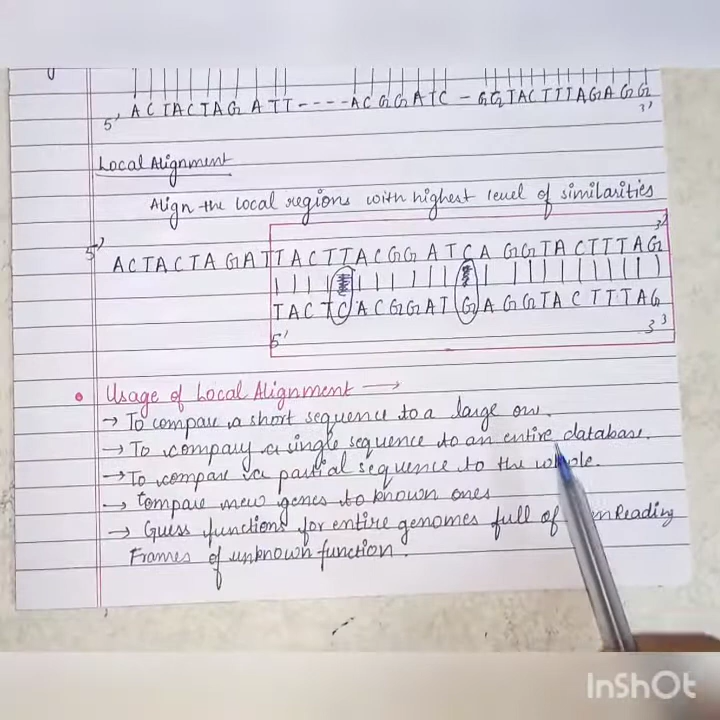 5' ACTACTAGATT----ACGGATC-GGTACTTTAGAGG 3'
Local Alignment
Align the local regions with highest level of similarities
5' ACTACTAGATTTACTTACGGATCAGGTACTTTAG 3'
TACTCACGGATGAGGTACTTTAG
5' 3'
Usage of Local Alignment →
→ To compare a short sequence to a large one.
→ To compary a single sequence to an entire database.
→ To compare a partial sequence to the whole.
→ Compare new genes to known ones
→ Guess functions for entire genomes full of Reading
Frames of unknown function.
InShOt